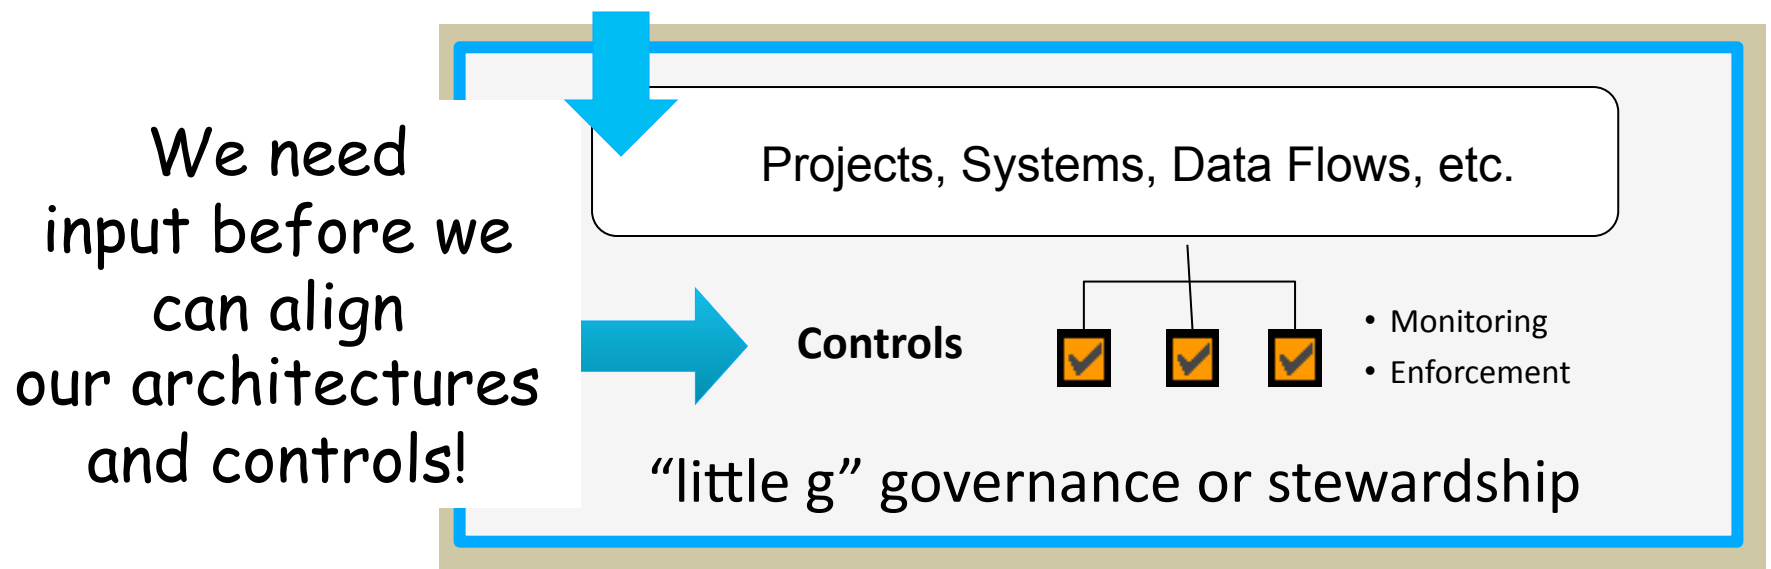 We need
input before we
can align
our architectures
and controls!
Projects, Systems, Data Flows, etc.
Controls
• Monitoring
• Enforcement
“little g” governance or stewardship